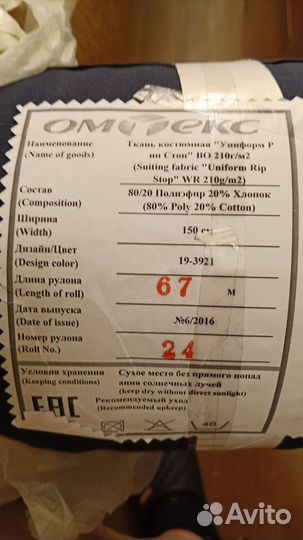 ОМТЕКС
Наименование
(Name of goods)
Ткань костюмная "Униформ Р
ип Стоп" ВО 210г/м2
(Suiting fabric "Uniform Rip
Stop" WR 210g/m2)
Состав
(Composition)
80/20 Полиэфир 20% Хлопок
(80% Poly 20% Cotton)
Ширина
(Width)
150 см
Дизайн/Цвет
(Design color)
19-3921
Длина рулона
(Length of roll)
67 м
Дата выпуска
(Date of issue)
№6/2016
Номер рулона
(Roll No.)
24
Условия хранения
(Keeping conditions)
Сухое место без прямого попад
ания солнечных лучей
(keep dry without direct sunlight)
Рекомендуемый уход
(Recommended upkeep)
EAC
40
Avito